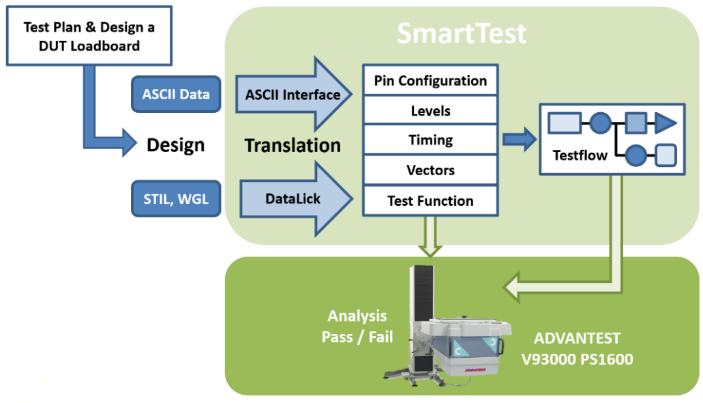 Test Plan & Design a
DUT Loadboard
SmartTest
ASCII Data
ASCII Interface
Pin Configuration
Levels
Timing
Vectors
Test Function
Design
Translation
STIL, WGL
DataLick
Testflow
Analysis
Pass / Fail
ADVANTEST
V93000 PS1600